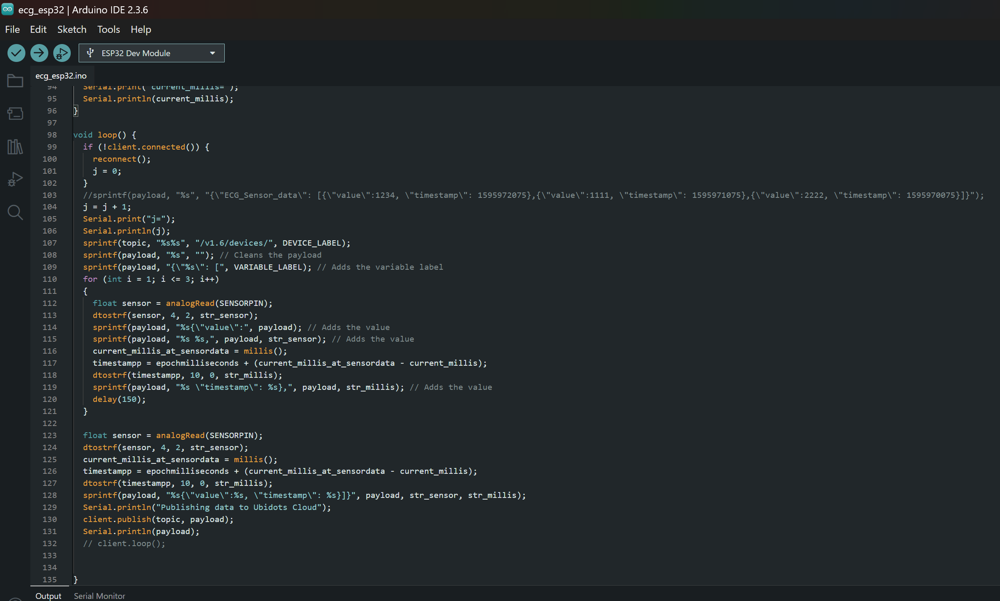 ecg_esp32 | Arduino IDE 2.3.6
File Edit Sketch Tools Help
ESP32 Dev Module
ecg_esp32.ino
94 Serial.print("current_millis=");
95 Serial.println(current_millis);
96 }
97
98 void loop() {
99 if (!client.connected()) {
100 reconnect();
101 j = 0;
102 }
103 //sprintf(payload, "%s", "{\"ECG_Sensor_data\": [{\"value\":1234, \"timestamp\": 1595972075},{\"value\":1111, \"timestamp\": 1595971075},{\"value\":2222, \"timestamp\": 1595970075}]}");
104 j = j + 1;
105 Serial.print("j=");
106 Serial.println(j);
107 sprintf(topic, "%s%s", "/v1.6/devices/", DEVICE_LABEL);
108 sprintf(payload, "%s", ""); // Cleans the payload
109 sprintf(payload, "{\"%s\": [", VARIABLE_LABEL); // Adds the variable label
110 for (int i = 1; i <= 3; i++)
111 {
112 float sensor = analogRead(SENSORPIN);
113 dtostrf(sensor, 4, 2, str_sensor);
114 sprintf(payload, "%s{\"value\":", payload); // Adds the value
115 sprintf(payload, "%s %s,", payload, str_sensor); // Adds the value
116 current_millis_at_sensordata = millis();
117 timestampp = epochmilliseconds + (current_millis_at_sensordata - current_millis);
118 dtostrf(timestampp, 10, 0, str_millis);
119 sprintf(payload, "%s \"timestamp\": %s},", payload, str_millis); // Adds the value
120 delay(150);
121 }
122
123 float sensor = analogRead(SENSORPIN);
124 dtostrf(sensor, 4, 2, str_sensor);
125 current_millis_at_sensordata = millis();
126 timestampp = epochmilliseconds + (current_millis_at_sensordata - current_millis);
127 dtostrf(timestampp, 10, 0, str_millis);
128 sprintf(payload, "%s{\"value\":%s, \"timestamp\": %s}]}", payload, str_sensor, str_millis);
129 Serial.println("Publishing data to Ubidots Cloud");
130 client.publish(topic, payload);
131 Serial.println(payload);
132 // client.loop();
133
134
135 }
Output Serial Monitor